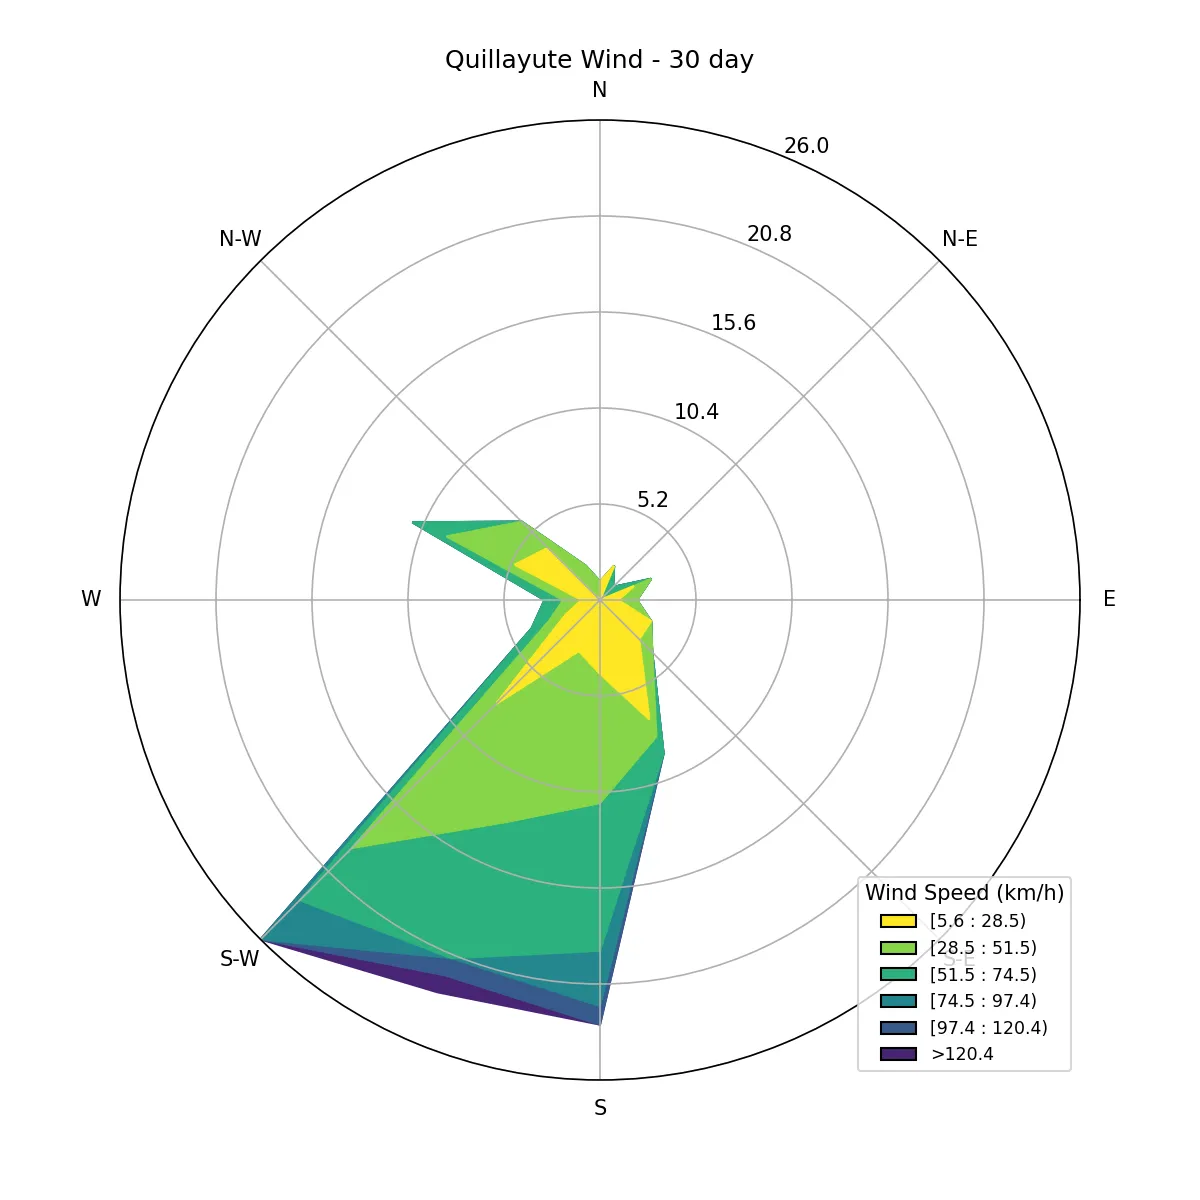 Quillayute Wind - 30 day
N
26.0
N-W
20.8
N-E
15.6
10.4
5.2
W
E
Wind Speed (km/h)
[5.6 : 28.5)
[28.5 : 51.5)
S-W
S-E
[51.5 : 74.5)
[74.5 : 97.4)
[97.4 : 120.4)
>120.4
S